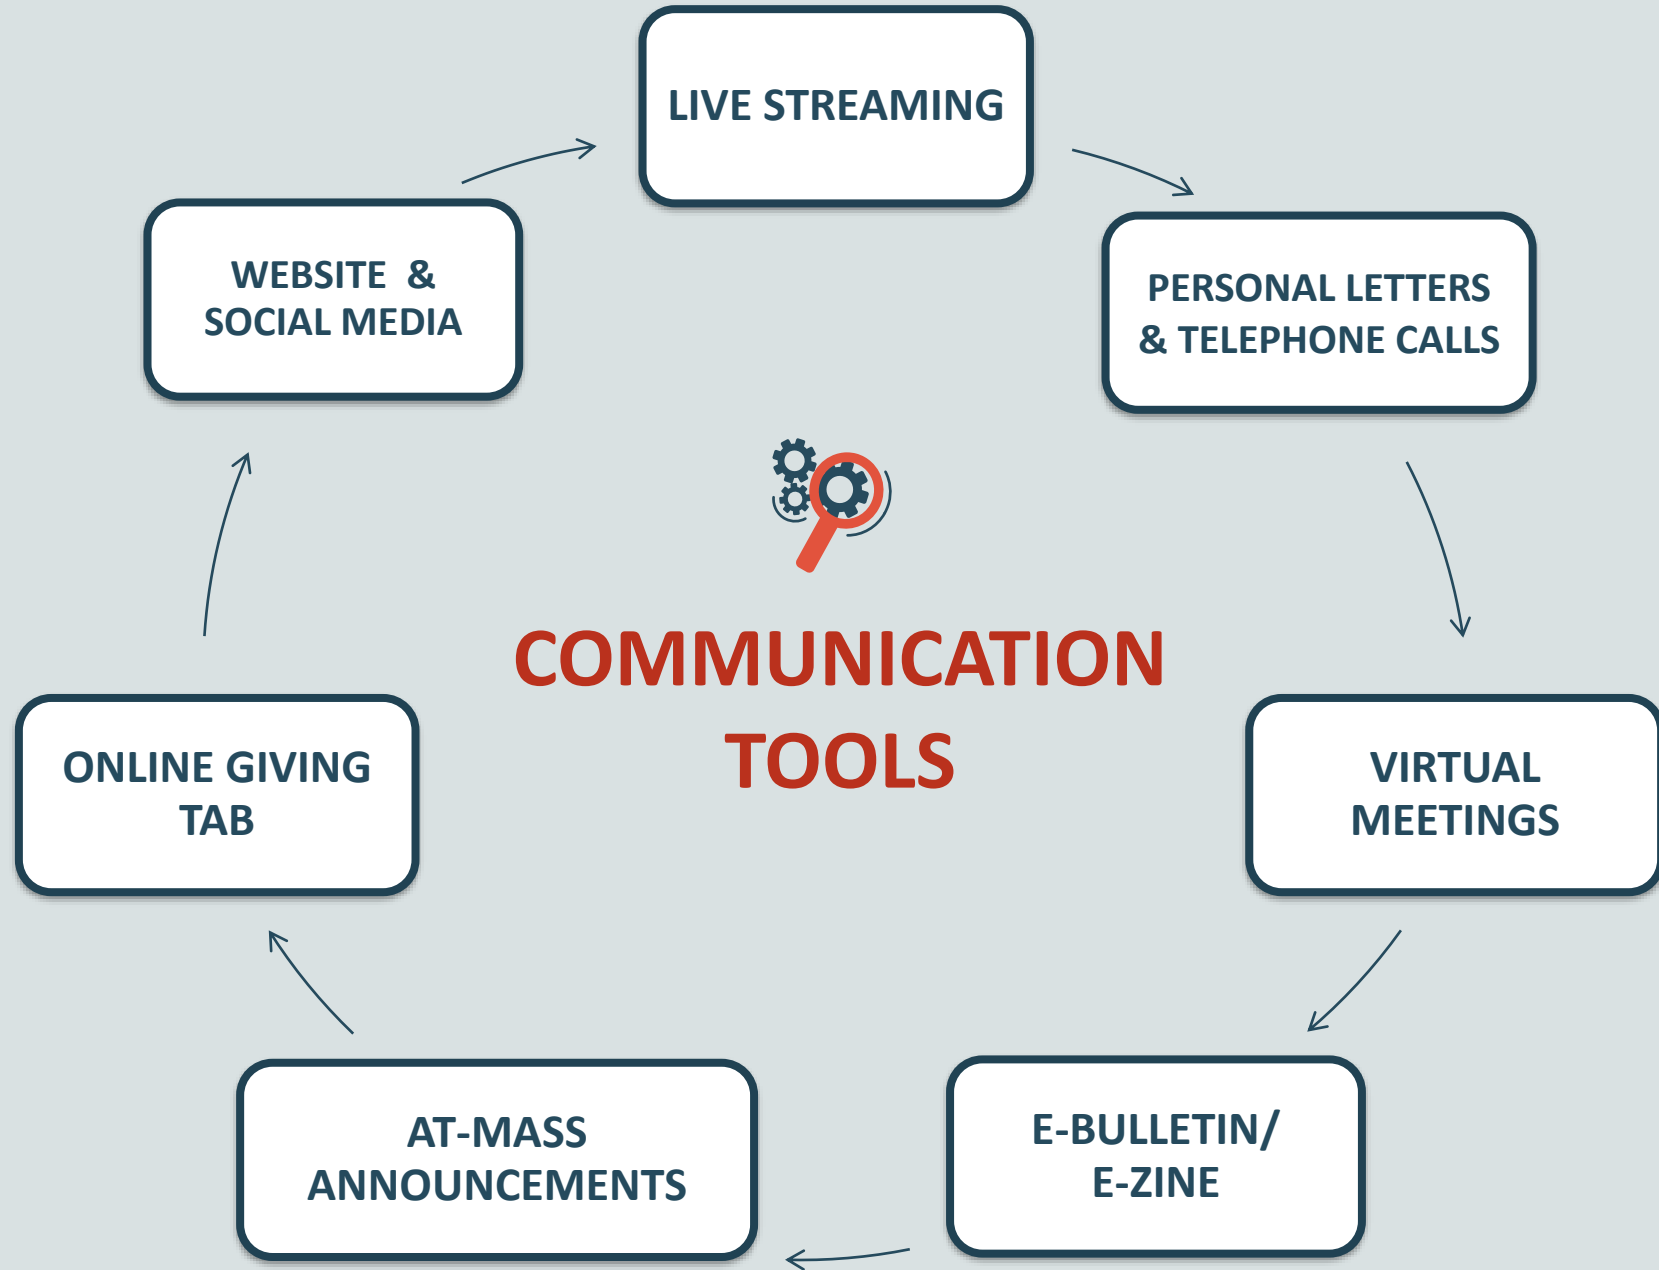 LIVE STREAMING
PERSONAL LETTERS
& TELEPHONE CALLS
VIRTUAL
MEETINGS
E-BULLETIN/
E-ZINE
AT-MASS
ANNOUNCEMENTS
ONLINE GIVING
TAB
WEBSITE &
SOCIAL MEDIA
COMMUNICATION
TOOLS